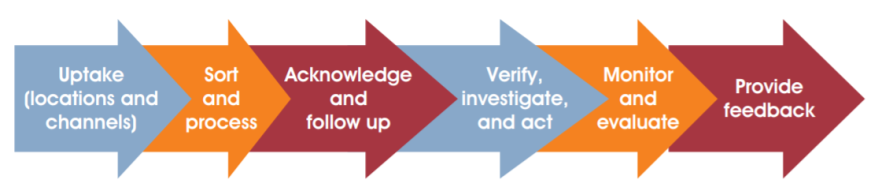 Uptake
(locations and
channels)
Sort
and
process
Acknowledge
and
follow up
Verify,
investigate,
and act
Monitor
and
evaluate
Provide
feedback